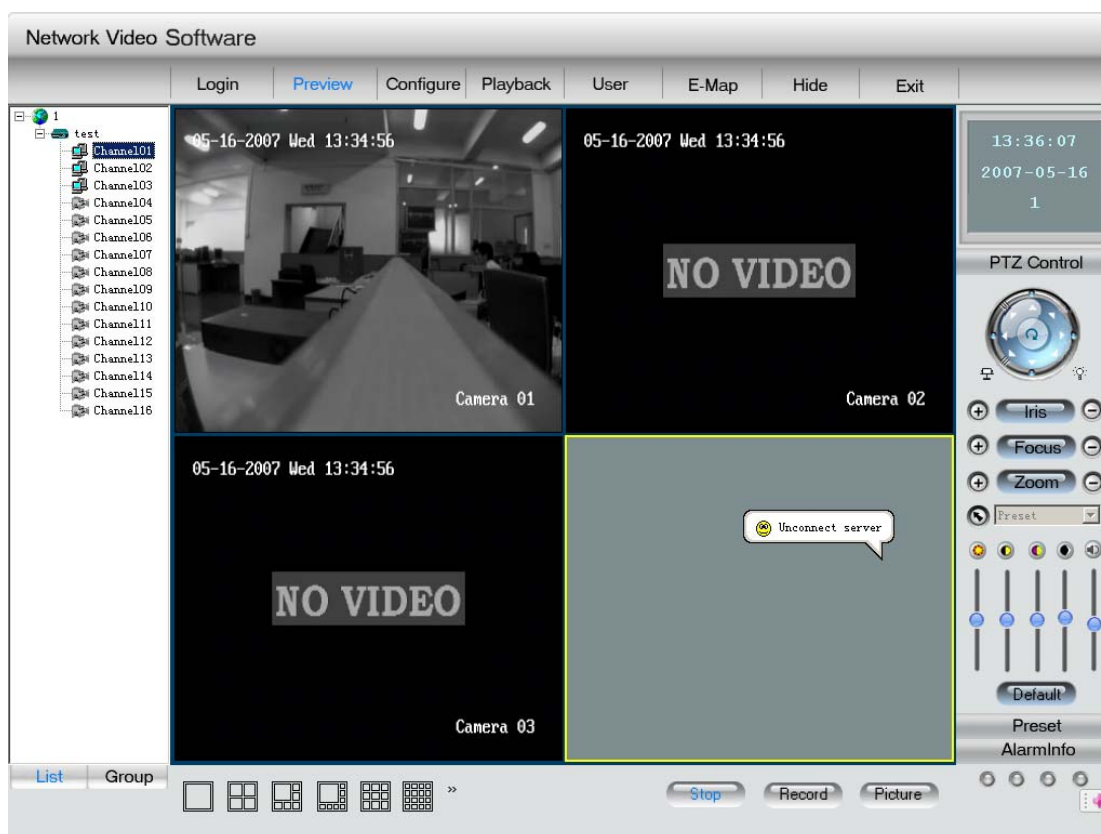 Network Video Software
Login Preview Configure Playback User E-Map Hide Exit
1
test
Channel01
Channel02
Channel03
Channel04
Channel05
Channel06
Channel07
Channel08
Channel09
Channel10
Channel11
Channel12
Channel13
Channel14
Channel15
Channel16
List Group
05-16-2007 Wed 13:34:56
Camera 01
05-16-2007 Wed 13:34:56
NO VIDEO
Camera 02
05-16-2007 Wed 13:34:56
NO VIDEO
Camera 03
Unconnect server
»
Stop Record Picture
13:36:07
2007-05-16
1
PTZ Control
Iris
Focus
Zoom
Preset
Default
Preset
AlarmInfo